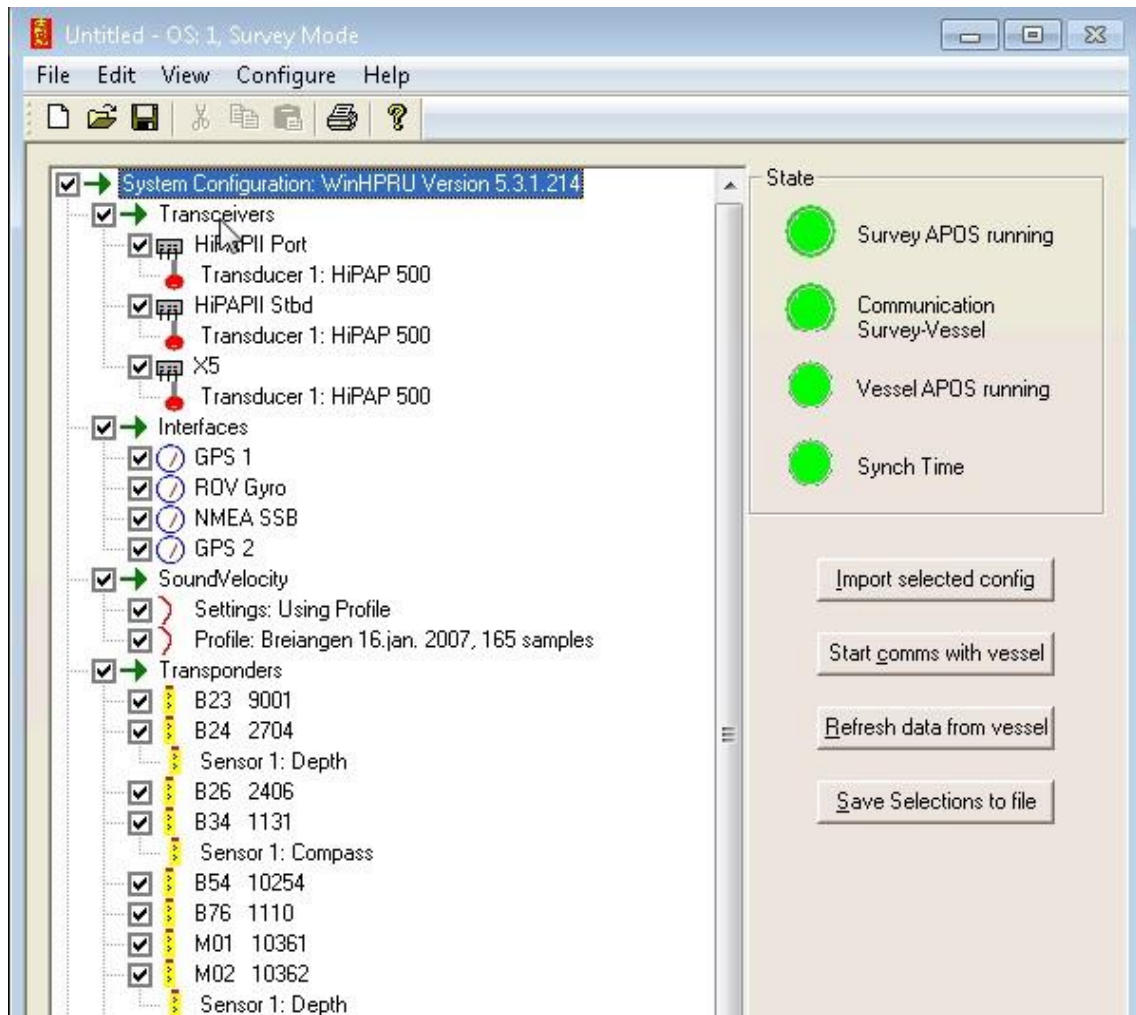 Untitled - OS: 1, Survey Mode
File Edit View Configure Help
System Configuration: WinHPRU Version 5.3.1.214
Transceivers
HiPAPII Port
Transducer 1: HiPAP 500
HiPAPII Stbd
Transducer 1: HiPAP 500
X5
Transducer 1: HiPAP 500
Interfaces
GPS 1
ROV Gyro
NMEA SSB
GPS 2
SoundVelocity
Settings: Using Profile
Profile: Breiangen 16.jan. 2007, 165 samples
Transponders
B23 9001
B24 2704
Sensor 1: Depth
B26 2406
B34 1131
Sensor 1: Compass
B54 10254
B76 1110
M01 10361
M02 10362
Sensor 1: Depth
State
Survey APOS running
Communication
Survey-Vessel
Vessel APOS running
Synch Time
Import selected config
Start comms with vessel
Refresh data from vessel
Save Selections to file